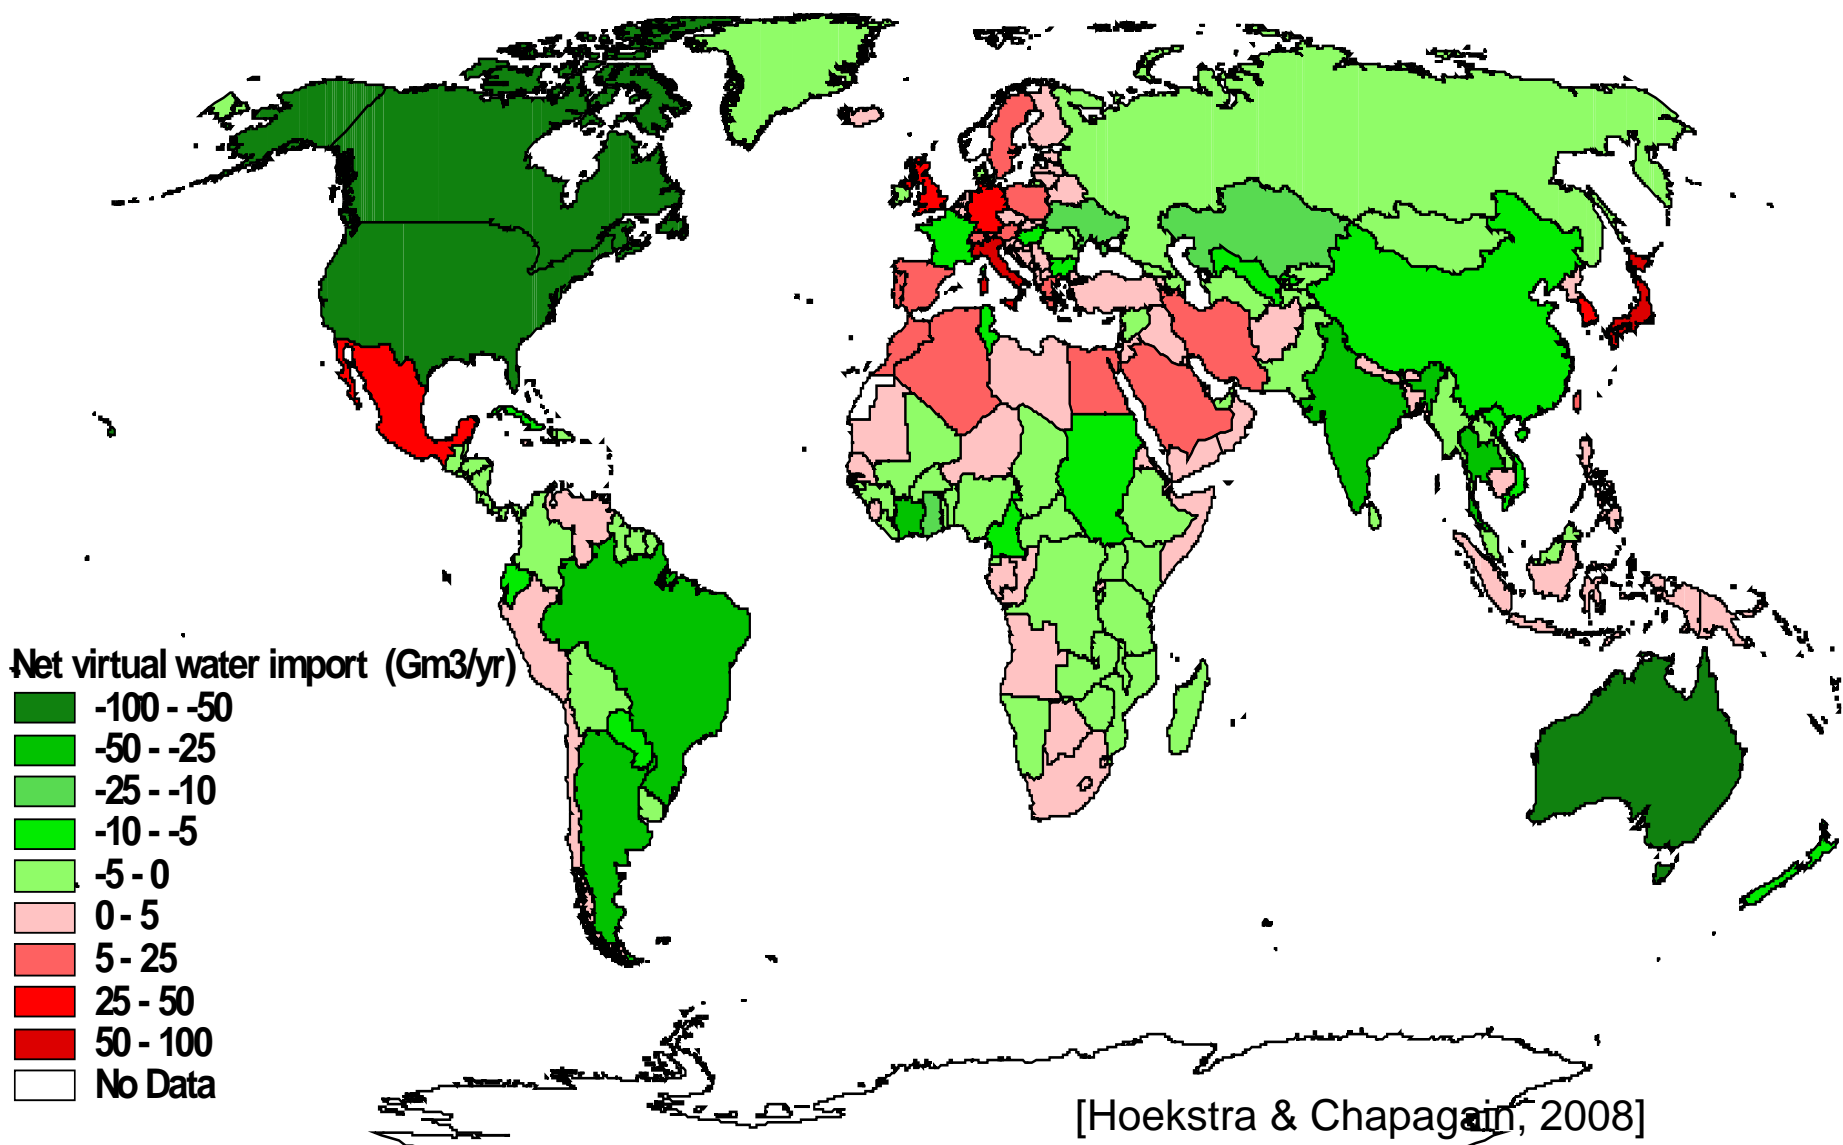 Net virtual water import (Gm3/yr)
-100 - -50
-50 - -25
-25 - -10
-10 - -5
-5 - 0
0 - 5
5 - 25
25 - 50
50 - 100
No Data
[Hoekstra & Chapagain, 2008]